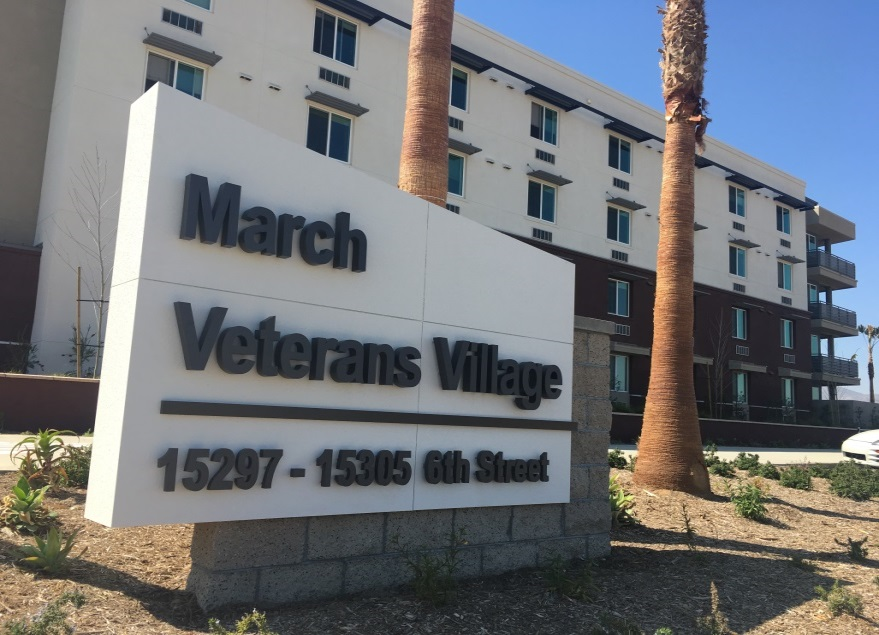 March
Veterans Village
15297 - 15305 6th Street